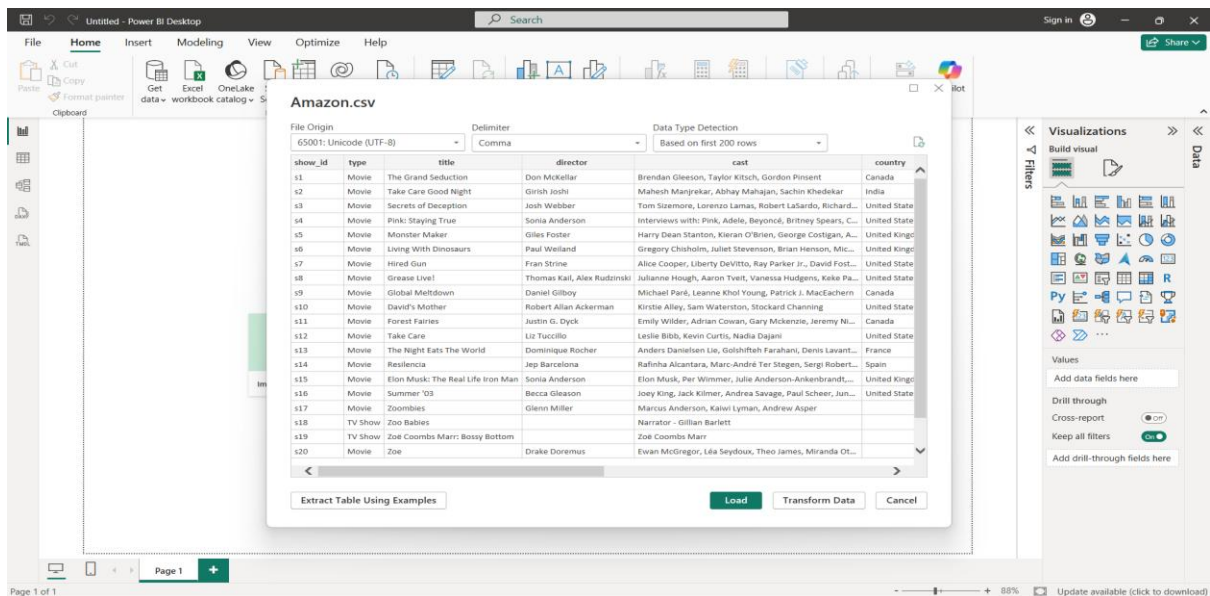 Untitled - Power BI Desktop
Search
Sign in
File Home Insert Modeling View Optimize Help
Share
Paste
Cut
Copy
Format painter
Clipboard
Get data
Excel workbook
OneLake catalog
Amazon.csv
File Origin Delimiter Data Type Detection
65001: Unicode (UTF-8) Comma Based on first 200 rows
show_id type title director cast country
s1 Movie The Grand Seduction Don McKellar Brendan Gleeson, Taylor Kitsch, Gordon Pinsent Canada
s2 Movie Take Care Good Night Girish Joshi Mahesh Manjrekar, Abhay Mahajan, Sachin Khedekar India
s3 Movie Secrets of Deception Josh Webber Tom Sizemore, Lorenzo Lamas, Robert LaSardo, Richard... United State
s4 Movie Pink: Staying True Sonia Anderson Interviews with: Pink, Adele, Beyoncé, Britney Spears, C... United State
s5 Movie Monster Maker Giles Foster Harry Dean Stanton, Kieran O'Brien, George Costigan, A... United Kingd
s6 Movie Living With Dinosaurs Paul Weiland Gregory Chisholm, Juliet Stevenson, Brian Henson, Mic... United Kingd
s7 Movie Hired Gun Fran Strine Alice Cooper, Liberty DeVitto, Ray Parker Jr., David Fost... United State
s8 Movie Grease Live! Thomas Kail, Alex Rudzinski Julianne Hough, Aaron Tveit, Vanessa Hudgens, Keke Pa... United State
s9 Movie Global Meltdown Daniel Gilboy Michael Paré, Leanne Khol Young, Patrick J. MacEachern Canada
s10 Movie David's Mother Robert Allan Ackerman Kirstie Alley, Sam Waterston, Stockard Channing United State
s11 Movie Forest Fairies Justin G. Dyck Emily Wilder, Adrian Cowan, Gary Mckenzie, Jeremy Ni... Canada
s12 Movie Take Care Liz Tuccillo Leslie Bibb, Kevin Curtis, Nadia Dajani United State
s13 Movie The Night Eats The World Dominique Rocher Anders Danielsen Lie, Golshifteh Farahani, Denis Lavant... France
s14 Movie Resilencia Jep Barcelona Rafinha Alcantara, Marc-André Ter Stegen, Sergi Robert... Spain
s15 Movie Elon Musk: The Real Life Iron Man Sonia Anderson Elon Musk, Per Wimmer, Julie Anderson-Ankenbrandt,... United Kingd
s16 Movie Summer '03 Becca Gleason Joey King, Jack Kilmer, Andrea Savage, Paul Scheer, Jun... United State
s17 Movie Zoombies Glenn Miller Marcus Anderson, Kaiwi Lyman, Andrew Asper
s18 TV Show Zoo Babies Narrator - Gillian Barlett
s19 TV Show Zoë Coombs Marr: Bossy Bottom Zoë Coombs Marr
s20 Movie Zoe Drake Doremus Ewan McGregor, Léa Seydoux, Theo James, Miranda Ot...
Extract Table Using Examples Load Transform Data Cancel
Filters
Visualizations
Build visual
Values
Add data fields here
Drill through
Cross-report Off
Keep all filters On
Add drill-through fields here
Data
Page 1
Page 1 of 1
88%
Update available (click to download)